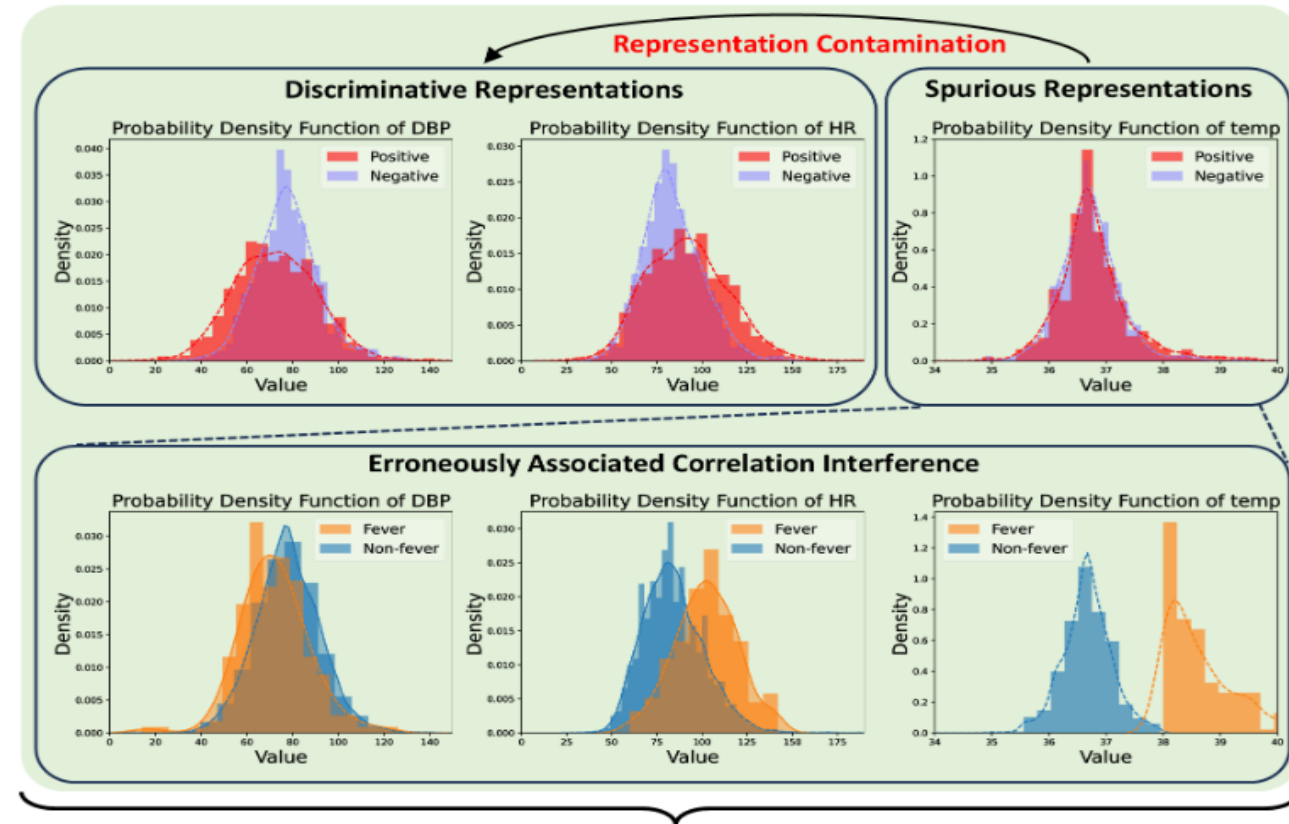 Representation Contamination
Discriminative Representations
Spurious Representations
Probability Density Function of DBP
Positive
Negative
Density
0.040
0.035
0.030
0.025
0.020
0.015
0.010
0.005
0.000
0 20 40 60 80 100 120 140
Value
Probability Density Function of HR
Positive
Negative
Density
0.030
0.025
0.020
0.015
0.010
0.005
0.000
0 25 50 75 100 125 150 175
Value
Probability Density Function of temp
Positive
Negative
Density
1.2
1.0
0.8
0.6
0.4
0.2
0.0
34 35 36 37 38 39 40
Value
Erroneously Associated Correlation Interference
Probability Density Function of DBP
Fever
Non-fever
Density
0.030
0.025
0.020
0.015
0.010
0.005
0.000
0 20 40 60 80 100 120 140
Value
Probability Density Function of HR
Fever
Non-fever
Density
0.030
0.025
0.020
0.015
0.010
0.005
0.000
0 25 50 75 100 125 150 175
Value
Probability Density Function of temp
Fever
Non-fever
Density
1.4
1.2
1.0
0.8
0.6
0.4
0.2
0.0
34 35 36 37 38 39 40
Value